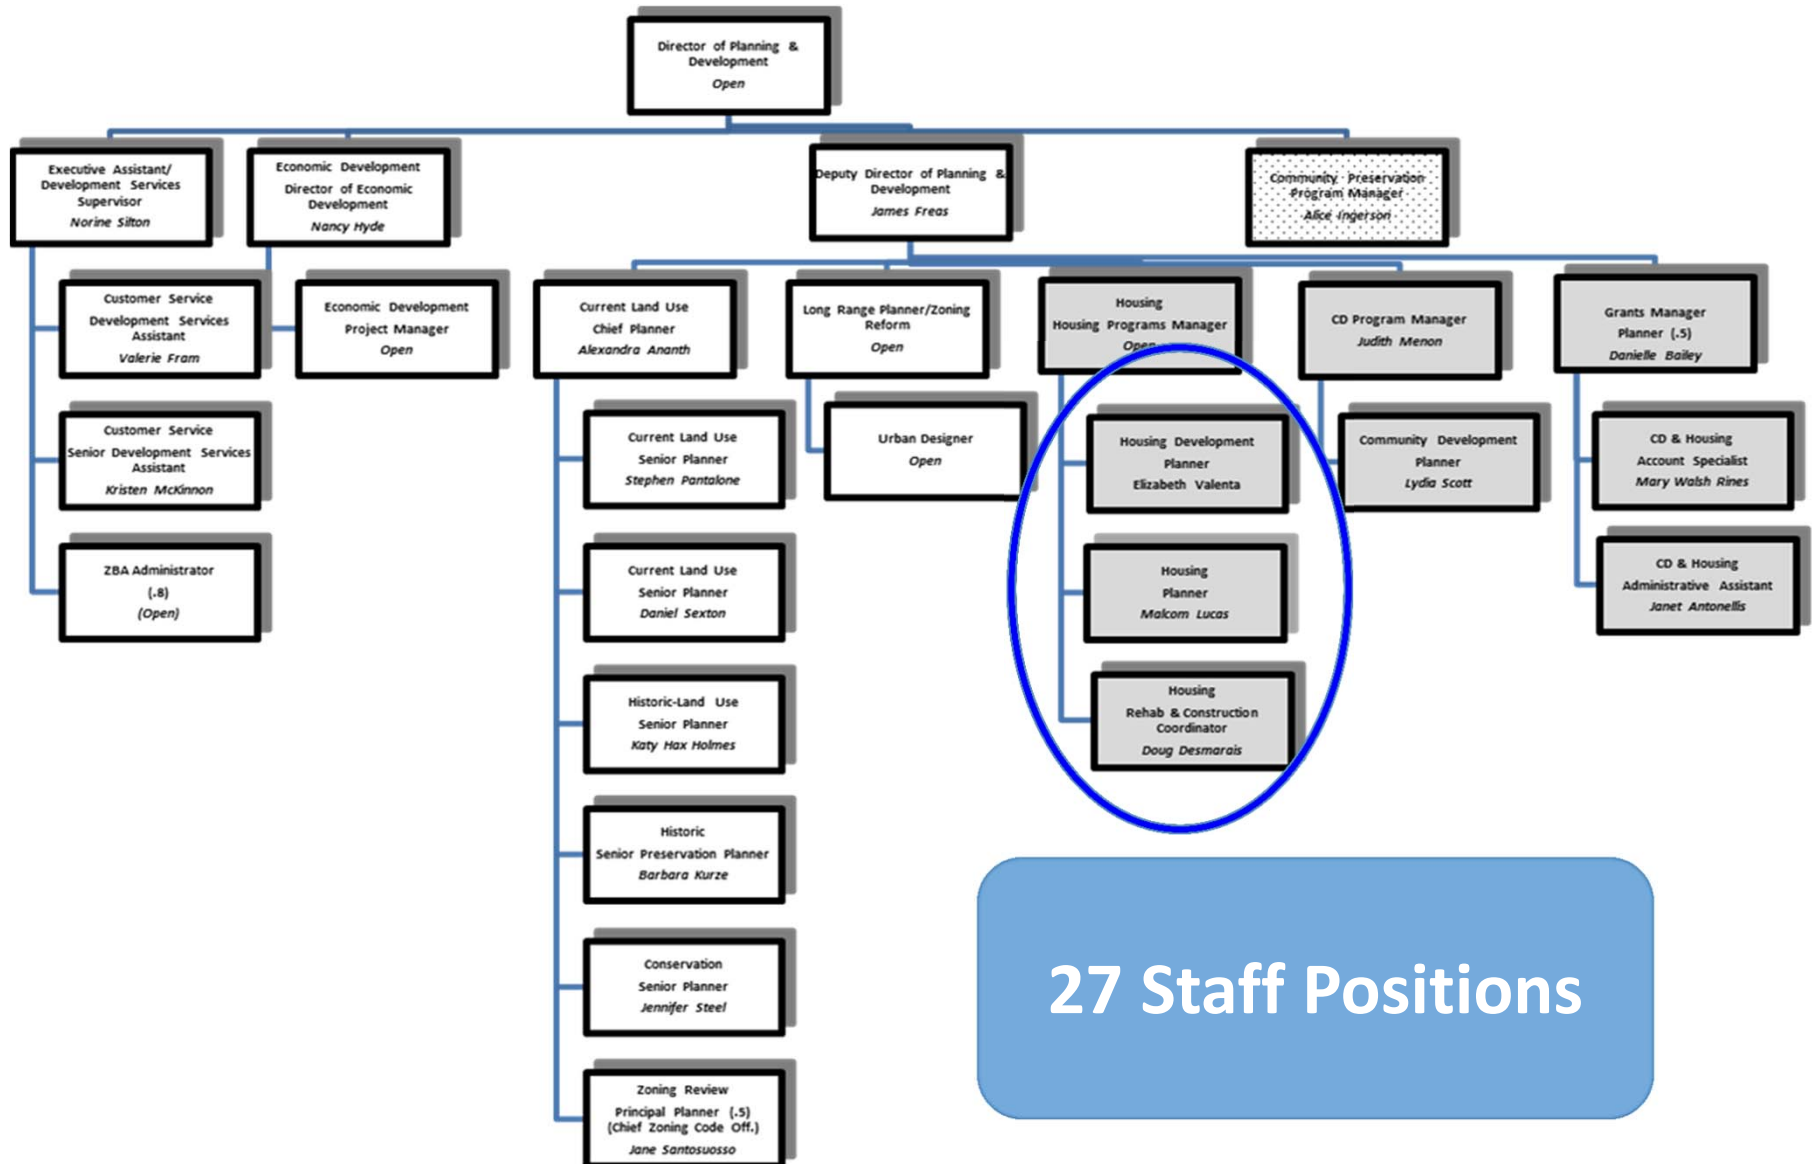 Director of Planning &
Development
Open
Executive Assistant/
Development Services
Supervisor
Norine Silton
Economic Development
Director of Economic
Development
Nancy Hyde
Deputy Director of Planning &
Development
James Freas
Community Preservation
Program Manager
Alice Ingerson
Customer Service
Development Services
Assistant
Valerie Fram
Customer Service
Senior Development Services
Assistant
Kristen McKinnon
ZBA Administrator
(.8)
(Open)
Economic Development
Project Manager
Open
Current Land Use
Chief Planner
Alexandra Ananth
Current Land Use
Senior Planner
Stephen Pantalone
Current Land Use
Senior Planner
Daniel Sexton
Historic-Land Use
Senior Planner
Katy Hax Holmes
Historic
Senior Preservation Planner
Barbara Kurze
Conservation
Senior Planner
Jennifer Steel
Zoning Review
Principal Planner (.5)
(Chief Zoning Code Off.)
Jane Santosuosso
Long Range Planner/Zoning
Reform
Open
Urban Designer
Open
Housing
Housing Programs Manager
Open
Housing Development
Planner
Elizabeth Valenta
Housing
Planner
Malcom Lucas
Housing
Rehab & Construction
Coordinator
Doug Desmarais
CD Program Manager
Judith Menon
Community Development
Planner
Lydia Scott
Grants Manager
Planner (.5)
Danielle Bailey
CD & Housing
Account Specialist
Mary Walsh Rines
CD & Housing
Administrative Assistant
Janet Antonellis
27 Staff Positions